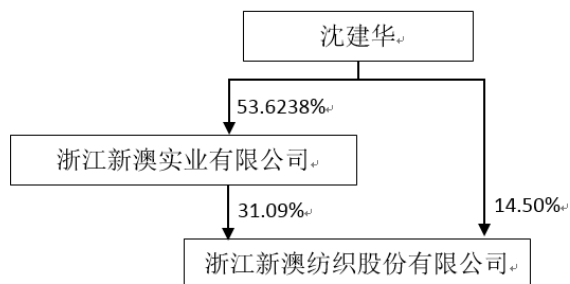 沈建华
53.6238%
浙江新澳实业有限公司
31.09%
14.50%
浙江新澳纺织股份有限公司